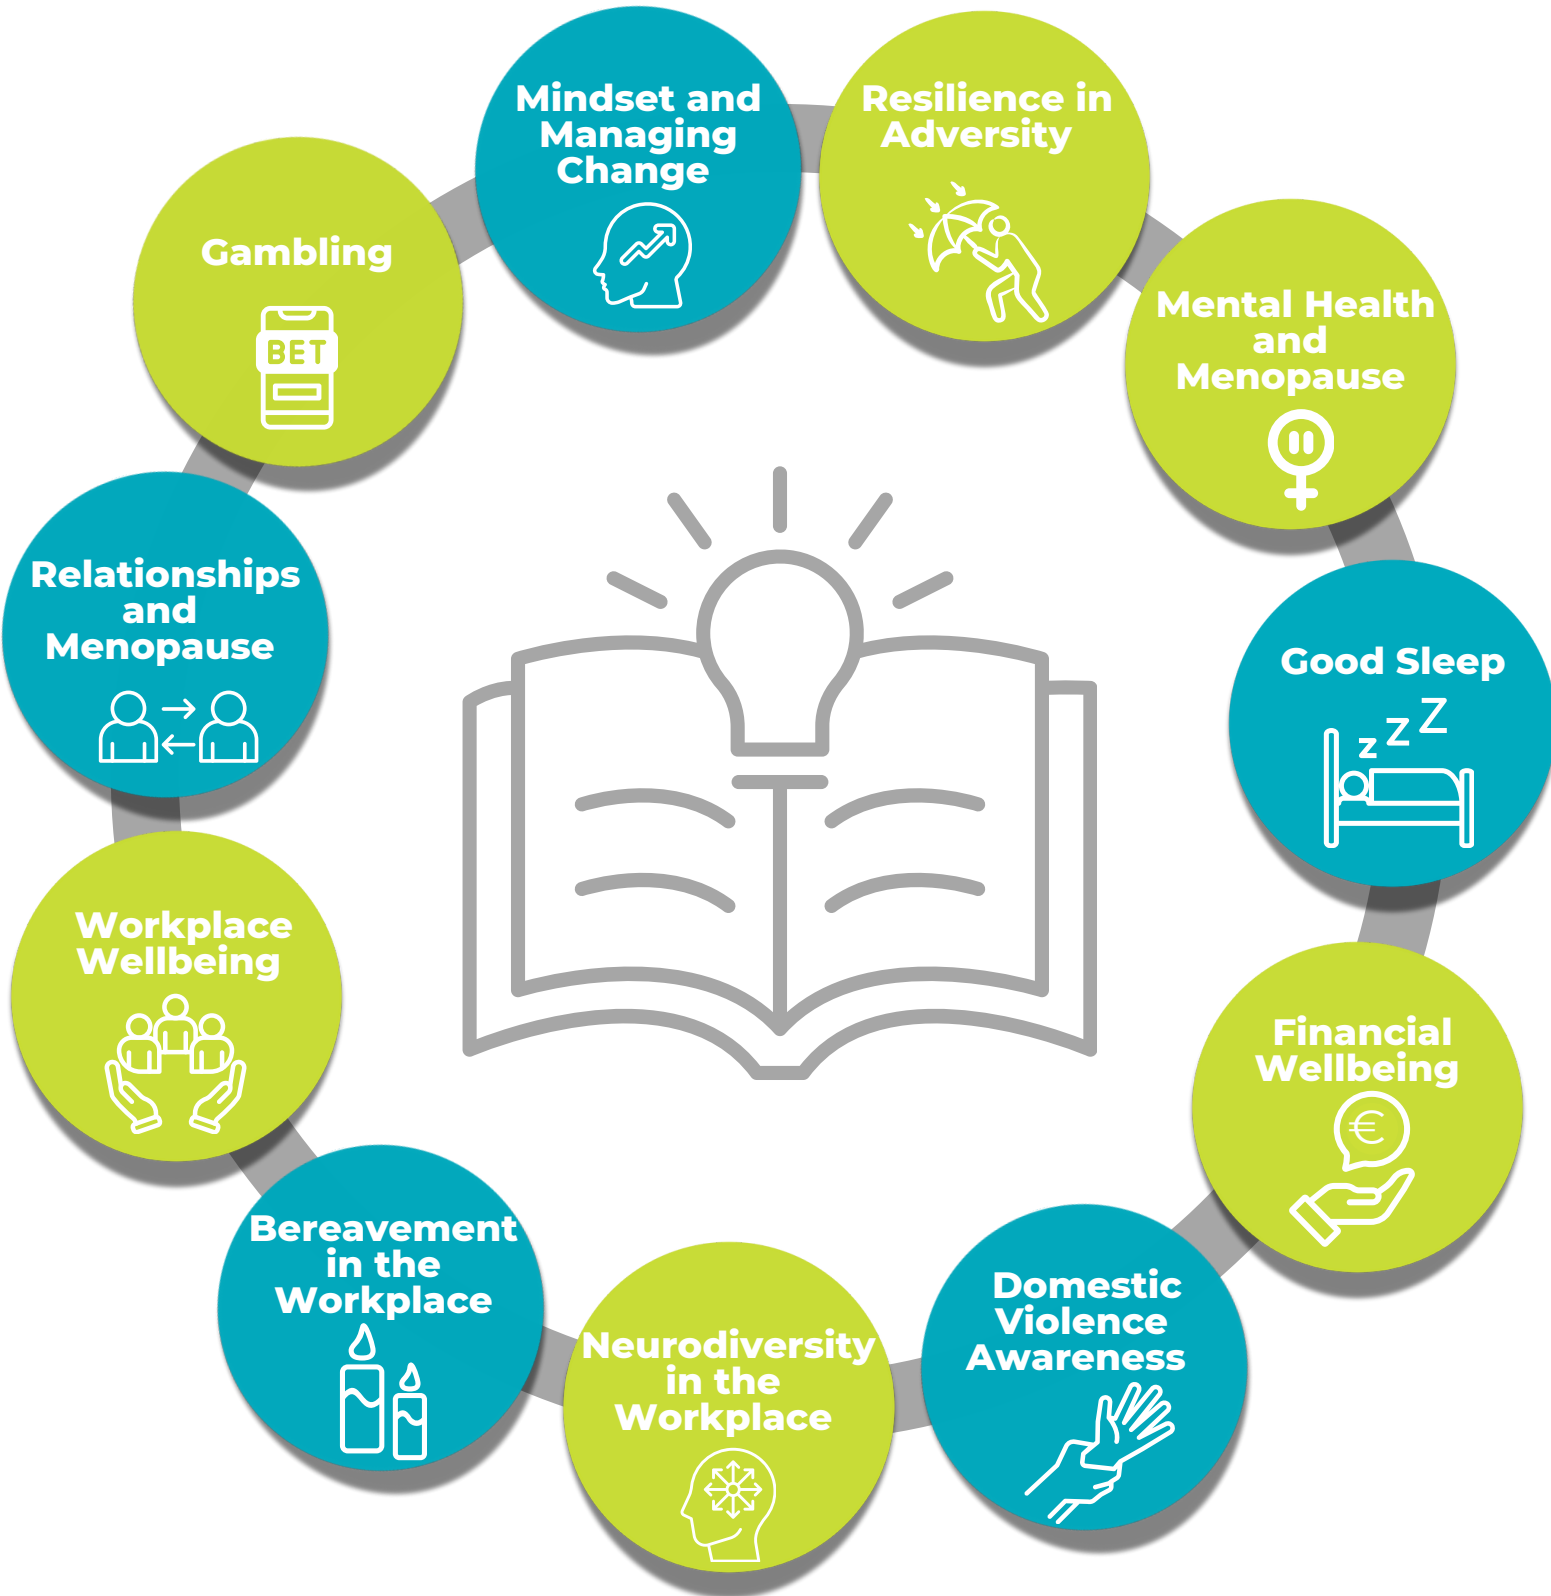 Mindset and
Managing
Change
Resilience in
Adversity
Mental Health
and
Menopause
Good Sleep
z z Z
Financial
Wellbeing
€
Domestic
Violence
Awareness
Neurodiversity
in the
Workplace
Bereavement
in the
Workplace
Workplace
Wellbeing
Relationships
and
Menopause
Gambling
BET